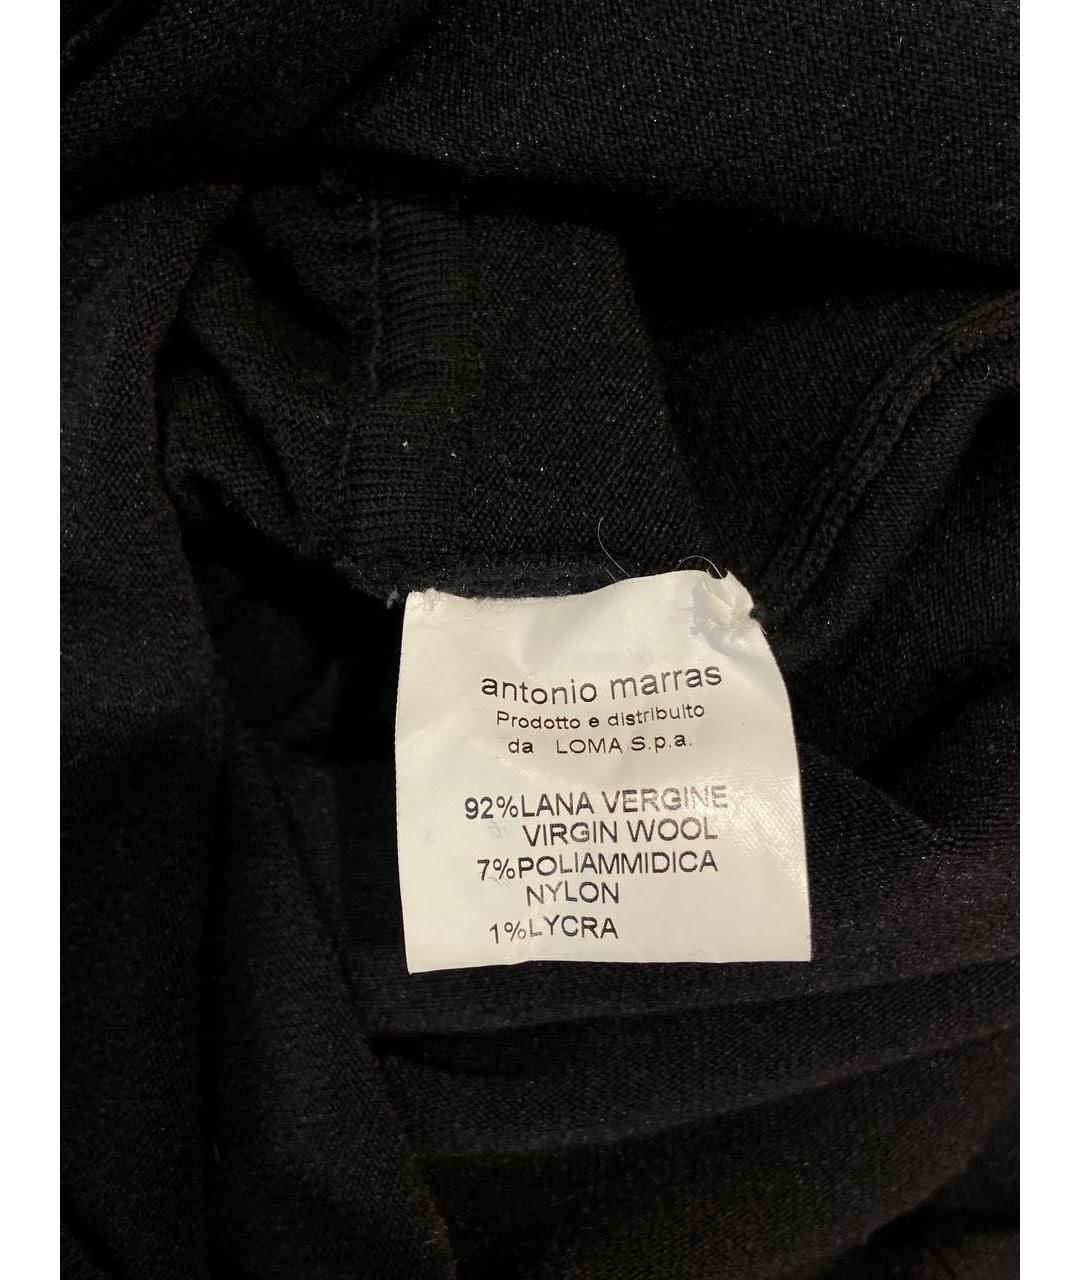 antonio marras
Prodotto e distribuito
da LOMA S.p.a.
92%LANA VERGINE
VIRGIN WOOL
7%POLIAMMIDICA
NYLON
1%LYCRA